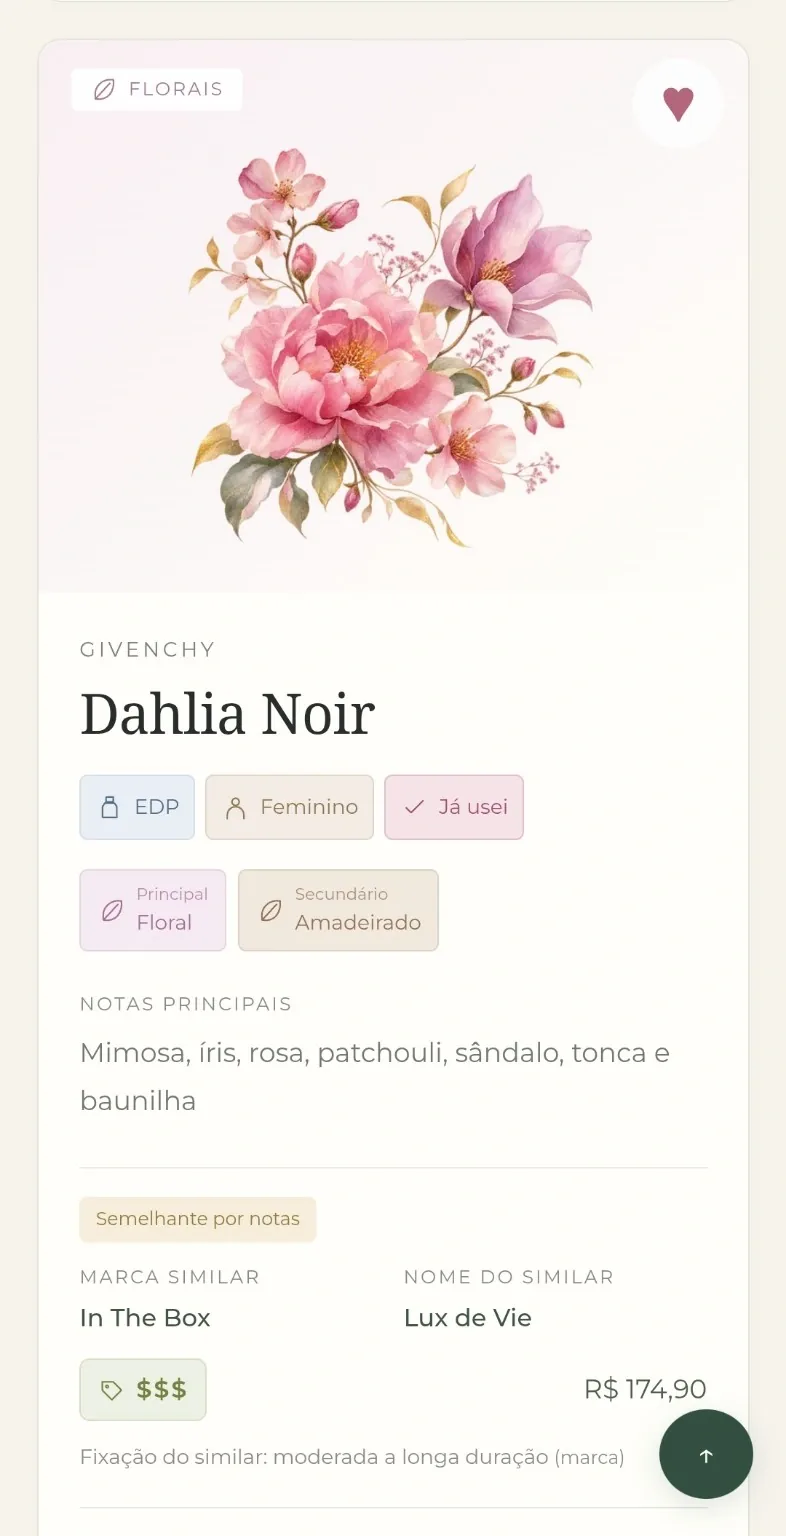 FLORAIS
GIVENCHY
Dahlia Noir
EDP
Feminino
Já usei
Principal
Floral
Secundário
Amadeirado
NOTAS PRINCIPAIS
Mimosa, íris, rosa, patchouli, sândalo, tonca e
baunilha
Semelhante por notas
MARCA SIMILAR
In The Box
NOME DO SIMILAR
Lux de Vie
$$$
R$ 174,90
Fixação do similar: moderada a longa duração (marca)